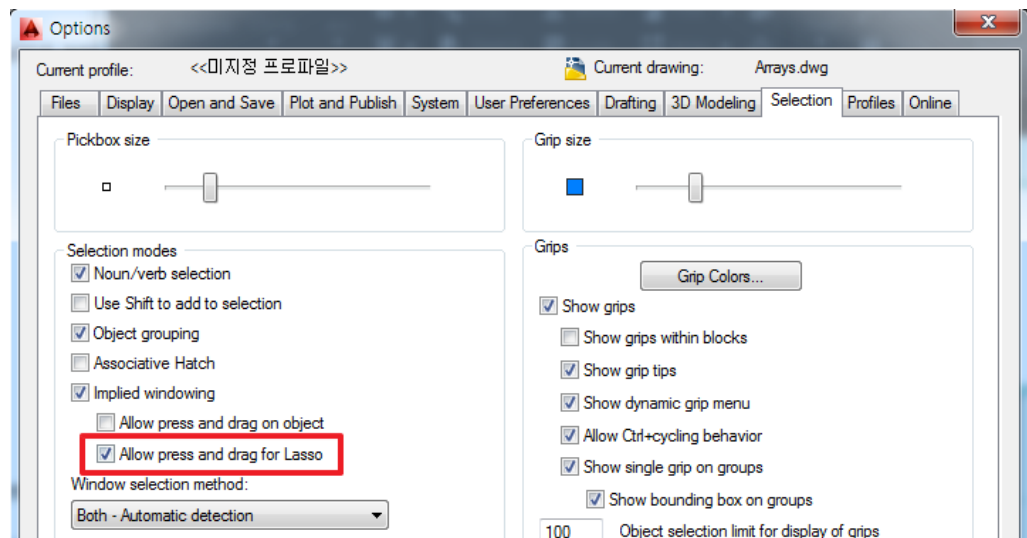 Options
Current profile: <<미지정 프로파일>> Current drawing: Arrays.dwg
Files Display Open and Save Plot and Publish System User Preferences Drafting 3D Modeling Selection Profiles Online
Pickbox size
Grip size
Selection modes
Noun/verb selection
Use Shift to add to selection
Object grouping
Associative Hatch
Implied windowing
Allow press and drag on object
Allow press and drag for Lasso
Window selection method:
Both - Automatic detection
Grips
Grip Colors...
Show grips
Show grips within blocks
Show grip tips
Show dynamic grip menu
Allow Ctrl+cycling behavior
Show single grip on groups
Show bounding box on groups
100 Object selection limit for display of grips